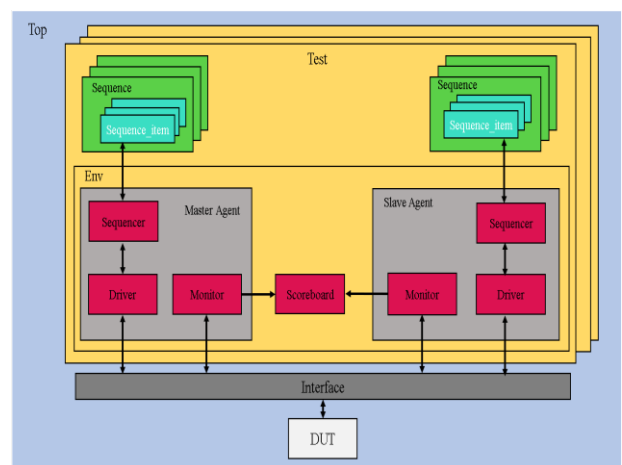 Top
Test
Sequence
Sequence_item
Sequence
Sequence_item
Env
Master Agent
Sequencer
Driver
Monitor
Scoreboard
Slave Agent
Sequencer
Monitor
Driver
Interface
DUT